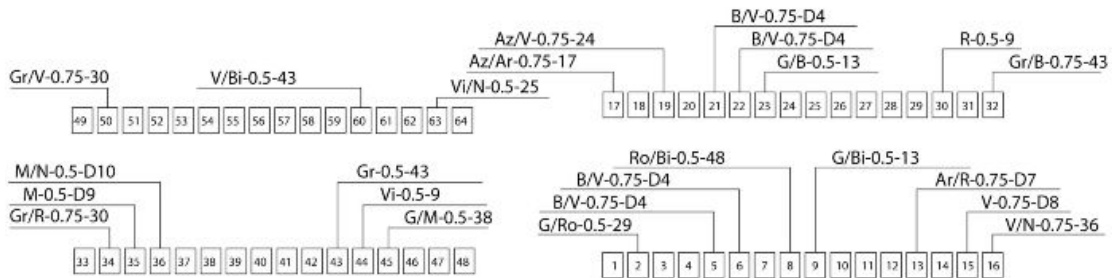 B/V-0.75-D4
Az/V-0.75-24
B/V-0.75-D4
R-0.5-9
Az/Ar-0.75-17
G/B-0.5-13
Gr/B-0.75-43
Gr/V-0.75-30
V/Bi-0.5-43
Vi/N-0.5-25
49 50 51 52 53 54 55 56 57 58 59 60 61 62 63 64
17 18 19 20 21 22 23 24 25 26 27 28 29 30 31 32
M/N-0.5-D10
Gr-0.5-43
M-0.5-D9
Vi-0.5-9
Gr/R-0.75-30
G/M-0.5-38
33 34 35 36 37 38 39 40 41 42 43 44 45 46 47 48
Ro/Bi-0.5-48
G/Bi-0.5-13
B/V-0.75-D4
Ar/R-0.75-D7
B/V-0.75-D4
V-0.75-D8
G/Ro-0.5-29
V/N-0.75-36
1 2 3 4 5 6 7 8 9 10 11 12 13 14 15 16